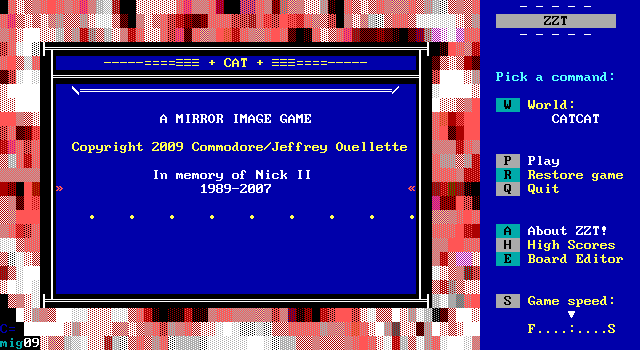 -----====≡≡≡ + CAT + ≡≡≡====-----
A MIRROR IMAGE GAME
Copyright 2009 Commodore/Jeffrey Ouellette
In memory of Nick II
» 1989-2007 «
• • • • • • • • •
C=
mig09
- - - - -
ZZT
- - - - -
Pick a command:
W World:
CATCAT
P Play
R Restore game
Q Quit
A About ZZT!
H High Scores
E Board Editor
S Game speed:
▼
F....:....S